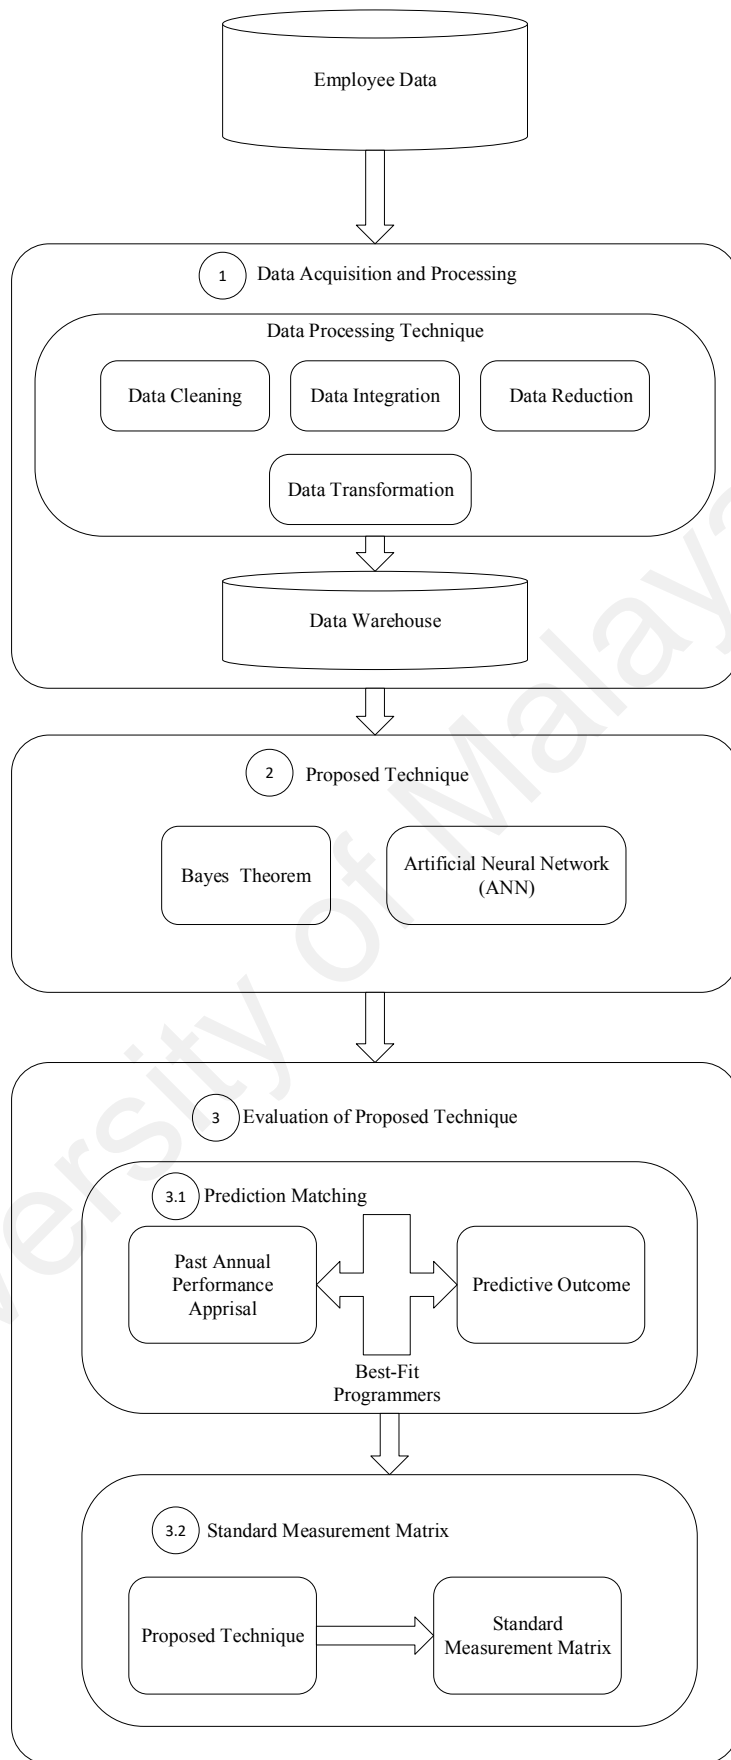 Employee Data
1 Data Acquisition and Processing
Data Processing Technique
Data Cleaning
Data Integration
Data Reduction
Data Transformation
Data Warehouse
2 Proposed Technique
Bayes Theorem
Artificial Neural Network
(ANN)
3 Evaluation of Proposed Technique
3.1 Prediction Matching
Past Annual
Performance
Apprisal
Predictive Outcome
Best-Fit
Programmers
3.2 Standard Measurement Matrix
Proposed Technique
Standard
Measurement Matrix
versity of Malaya